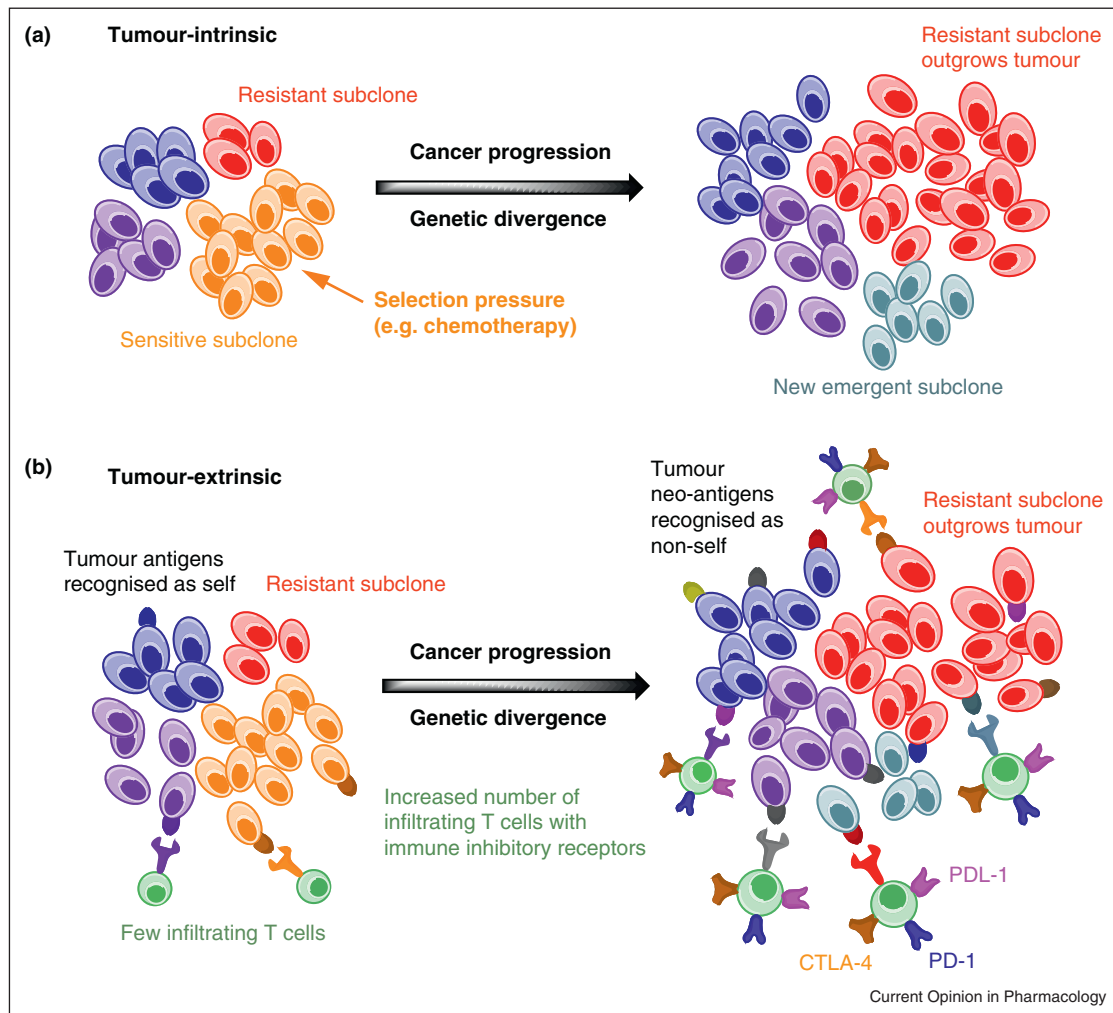 (a)
Tumour-intrinsic
Resistant subclone
Cancer progression
Genetic divergence
Selection pressure
(e.g. chemotherapy)
Sensitive subclone
Resistant subclone
outgrows tumour
New emergent subclone
(b)
Tumour-extrinsic
Tumour antigens
recognised as self
Resistant subclone
Cancer progression
Genetic divergence
Increased number of
infiltrating T cells with
immune inhibitory receptors
Few infiltrating T cells
Tumour
neo-antigens
recognised as
non-self
Resistant subclone
outgrows tumour
PDL-1
CTLA-4
PD-1
Current Opinion in Pharmacology